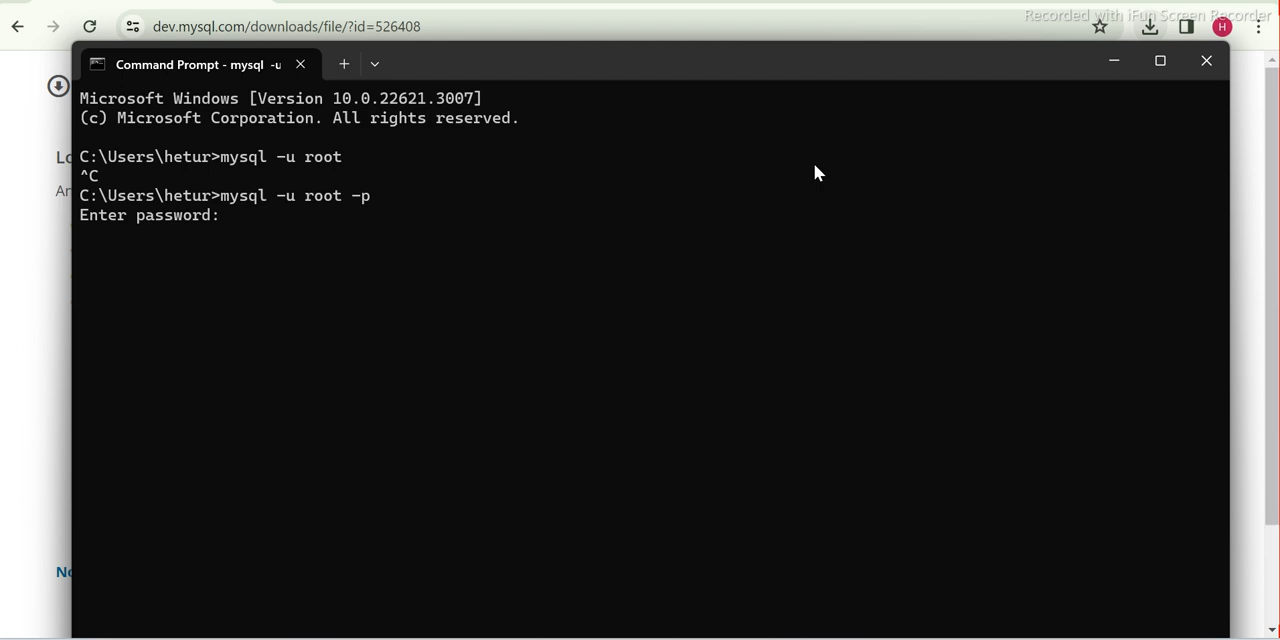 dev.mysql.com/downloads/file/?id=526408
Recorded with iFun Screen Recorder
H
Command Prompt - mysql -u
Microsoft Windows [Version 10.0.22621.3007]
(c) Microsoft Corporation. All rights reserved.
C:\Users\hetur>mysql -u root
^C
C:\Users\hetur>mysql -u root -p
Enter password: